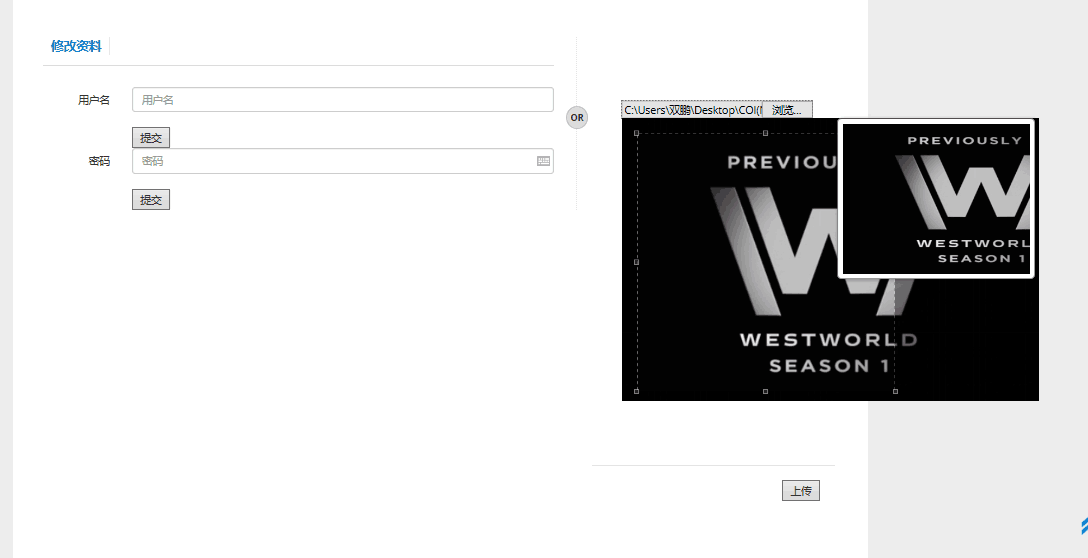 修改资料
用户名 用户名
提交
密码 密码
提交
OR
C:\Users\双鹏\Desktop\COI( 浏览...
PREVIOU
WESTWORLD
SEASON 1
PREVIOUSLY
WESTWORL
SEASON 1
上传